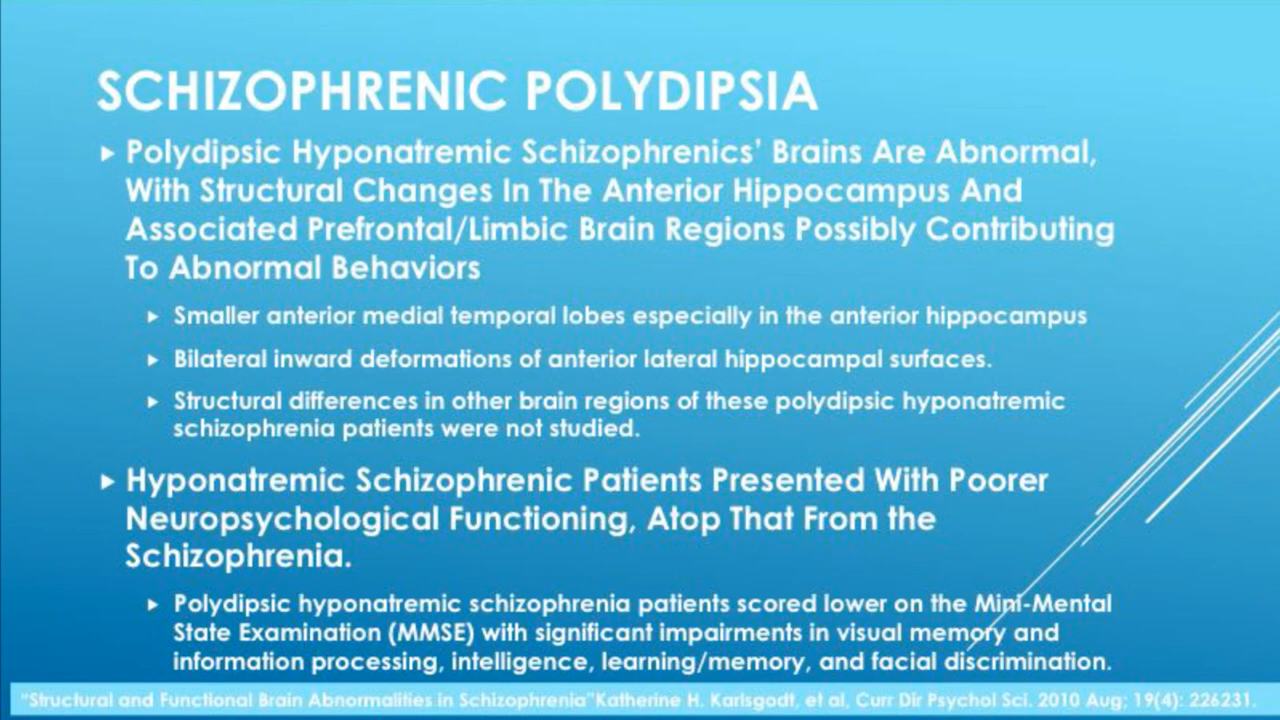 SCHIZOPHRENIC POLYDIPSIA
Polydipsic Hyponatremic Schizophrenics' Brains Are Abnormal,
With Structural Changes In The Anterior Hippocampus And
Associated Prefrontal/Limbic Brain Regions Possibly Contributing
To Abnormal Behaviors
Smaller anterior medial temporal lobes especially in the anterior hippocampus
Bilateral inward deformations of anterior lateral hippocampal surfaces.
Structural differences in other brain regions of these polydipsic hyponatremic
schizophrenia patients were not studied.
Hyponatremic Schizophrenic Patients Presented With Poorer
Neuropsychological Functioning, Atop That From the
Schizophrenia.
Polydipsic hyponatremic schizophrenia patients scored lower on the Mini-Mental
State Examination (MMSE) with significant impairments in visual memory and
information processing, intelligence, learning/memory, and facial discrimination.
"Structural and Functional Brain Abnormalities in Schizophrenia"Katherine H. Karlsgodt, et al, Curr Dir Psychol Sci. 2010 Aug; 19(4): 226231.